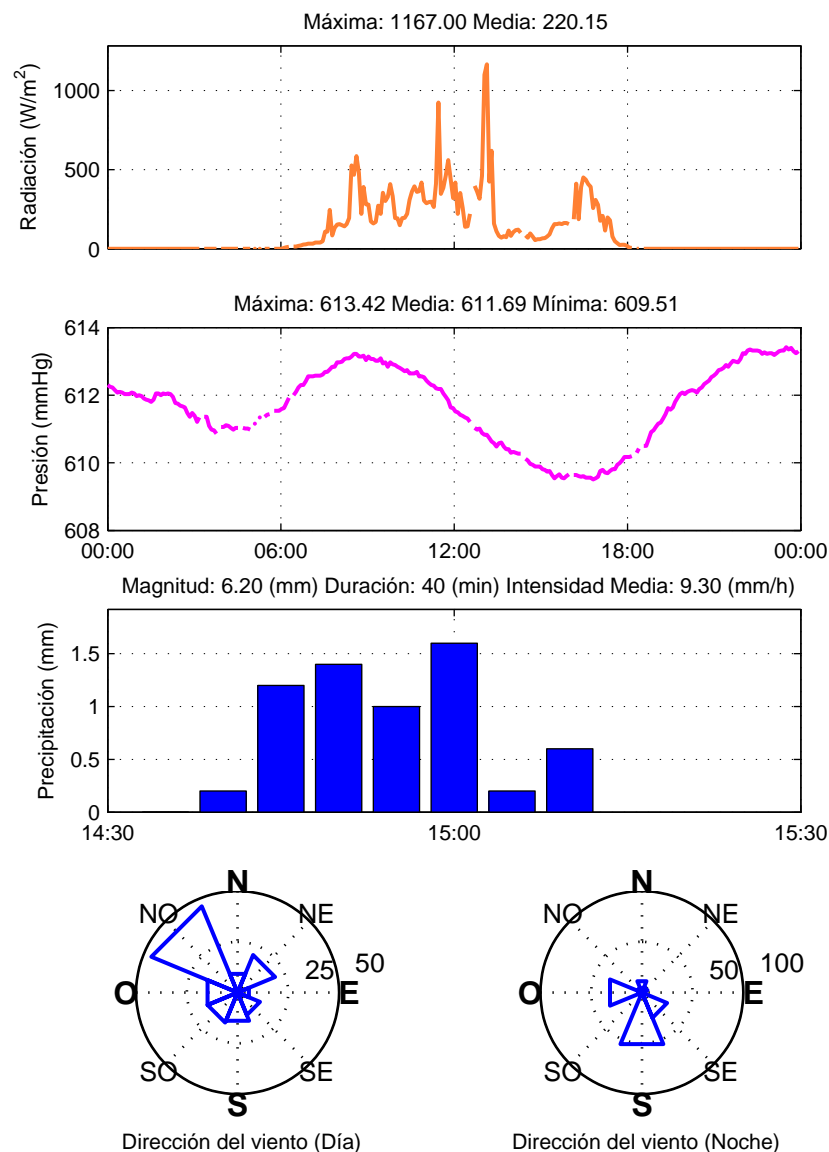 Máxima: 1167.00 Media: 220.15
Radiación (W/m²)
1000
500
0
Máxima: 613.42 Media: 611.69 Mínima: 609.51
Presión (mmHg)
614
612
610
608
00:00 06:00 12:00 18:00 00:00
Magnitud: 6.20 (mm) Duración: 40 (min) Intensidad Media: 9.30 (mm/h)
Precipitación (mm)
1.5
1
0.5
0
14:30 15:00 15:30
N
NO NE
25 50
O E
SO SE
S
Dirección del viento (Día)
N
NO NE
50 100
O E
SO SE
S
Dirección del viento (Noche)